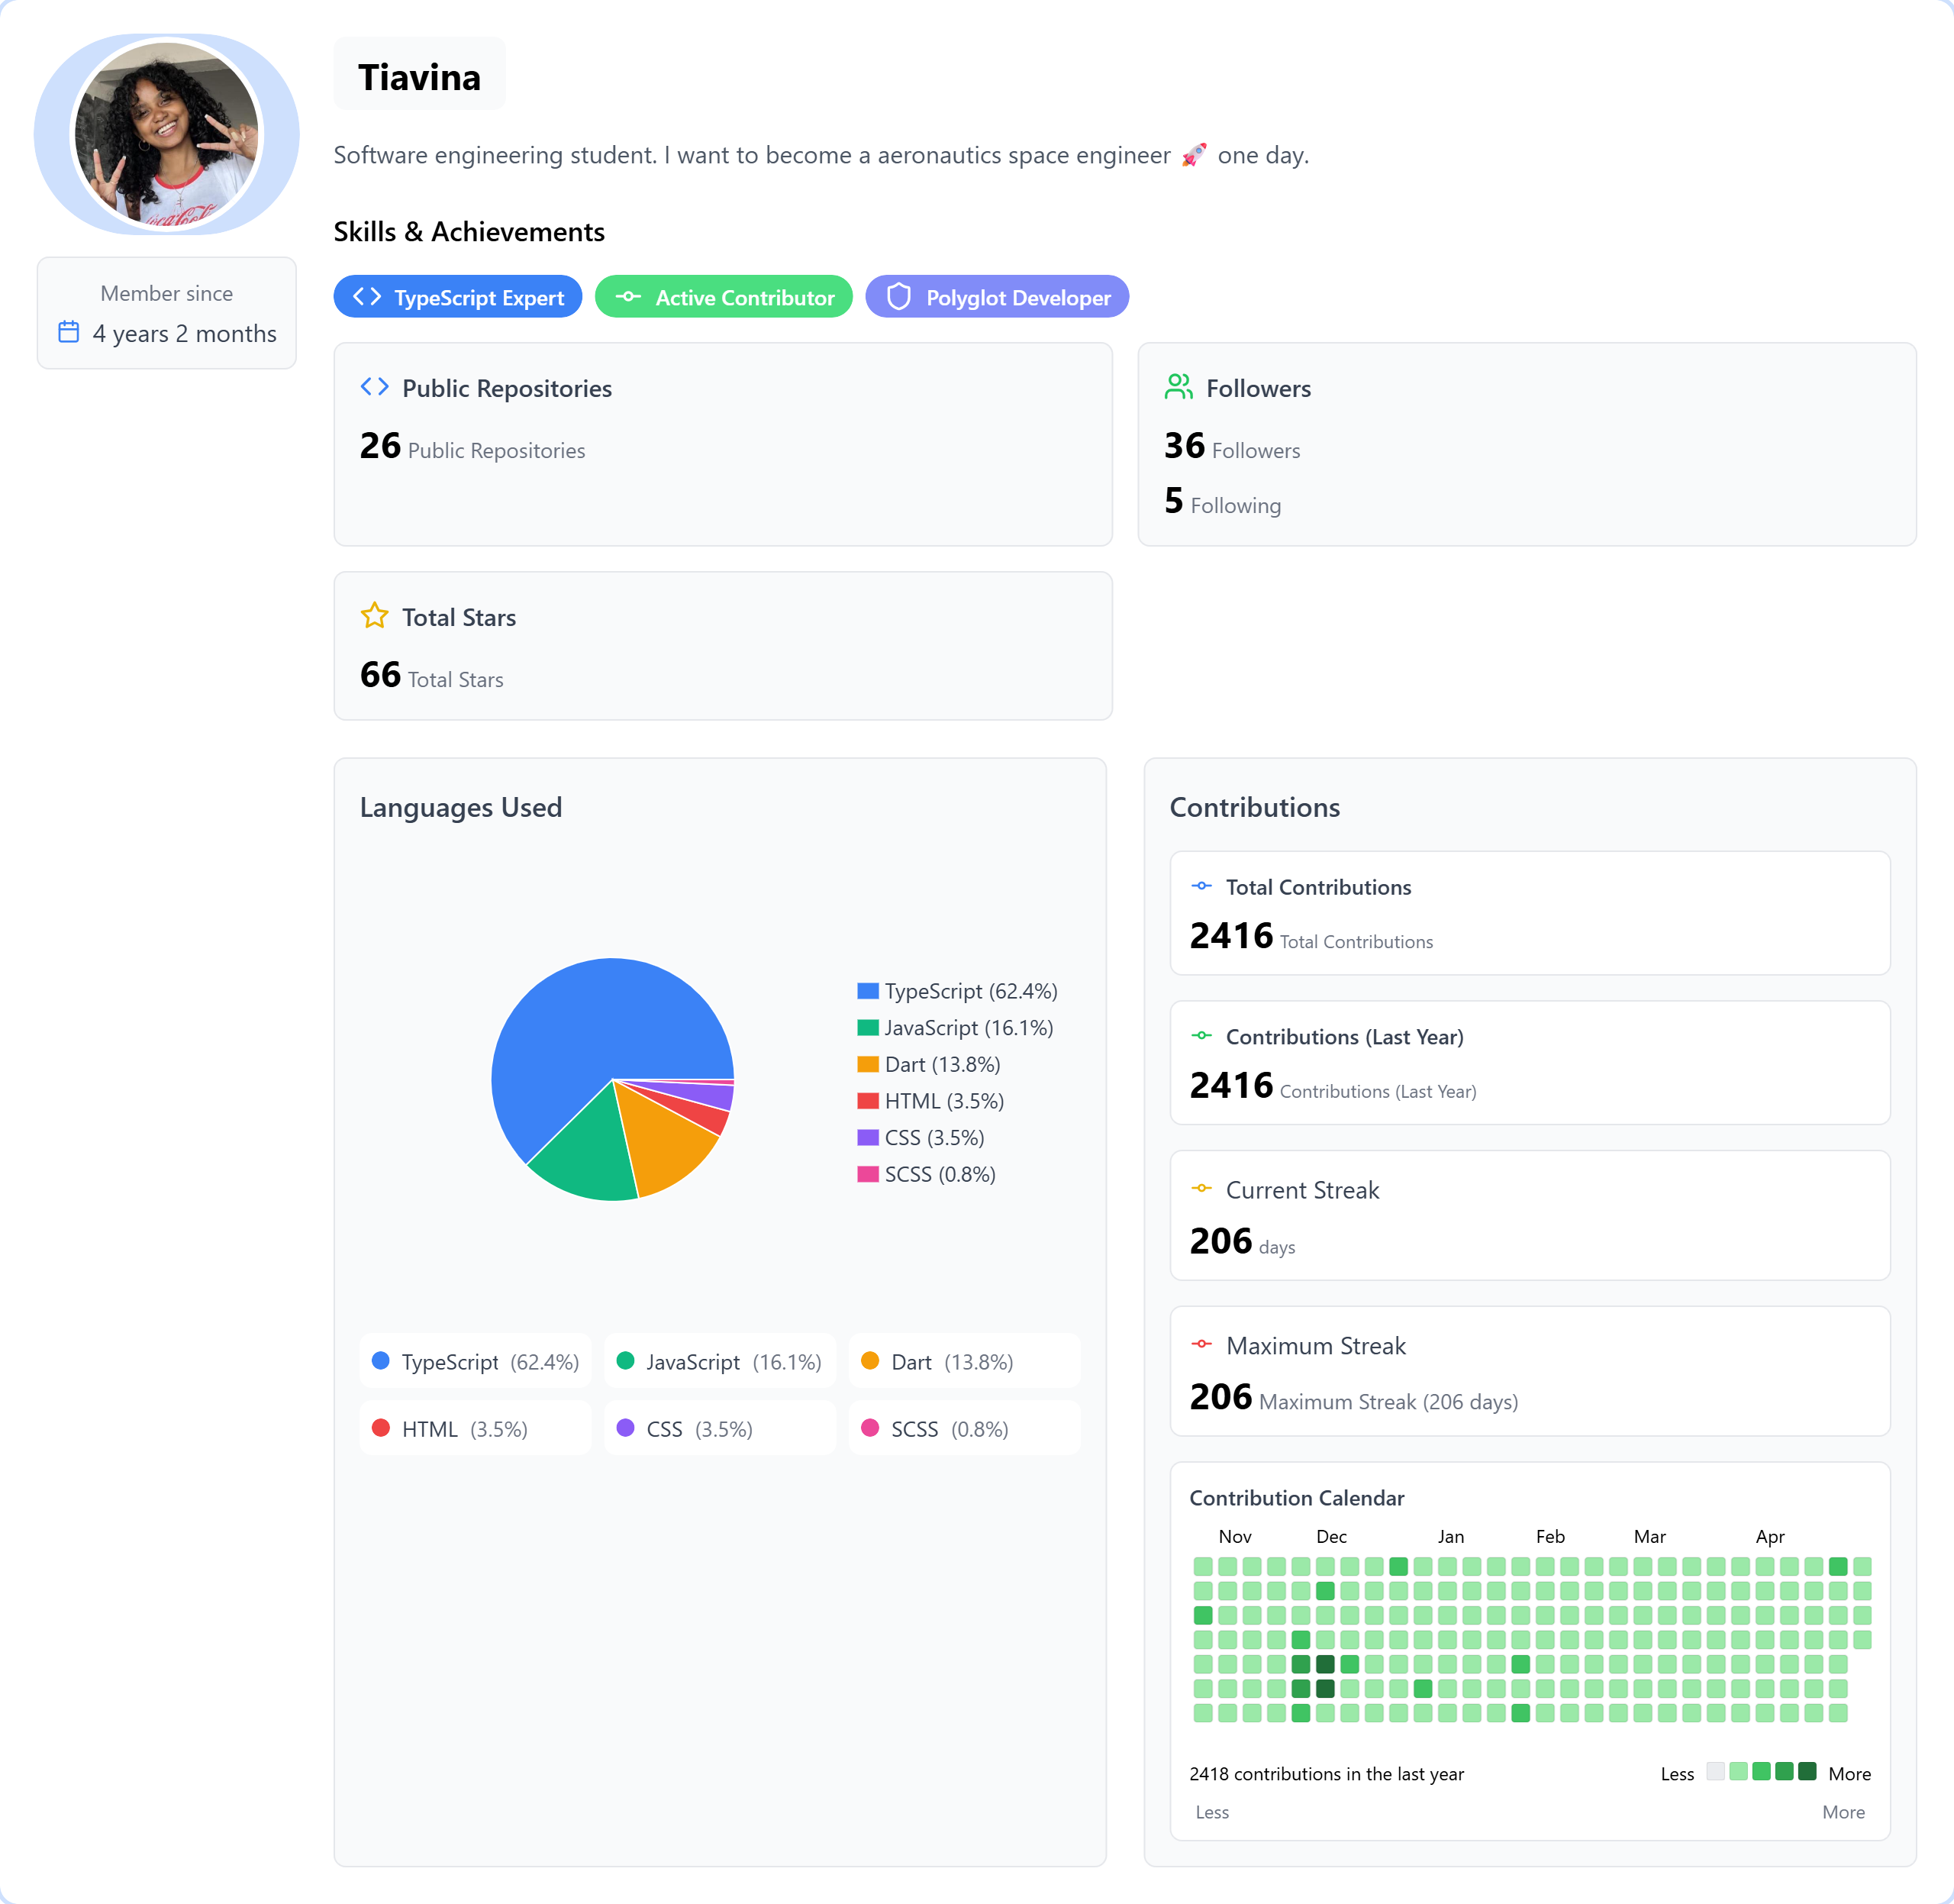 Tiavina
Software engineering student. I want to become a aeronautics space engineer 🚀 one day.
Skills & Achievements
TypeScript Expert
Active Contributor
Polyglot Developer
Member since
4 years 2 months
Public Repositories
26 Public Repositories
Followers
36 Followers
5 Following
Total Stars
66 Total Stars
Languages Used
TypeScript (62.4%)
JavaScript (16.1%)
Dart (13.8%)
HTML (3.5%)
CSS (3.5%)
SCSS (0.8%)
TypeScript (62.4%)
JavaScript (16.1%)
Dart (13.8%)
HTML (3.5%)
CSS (3.5%)
SCSS (0.8%)
Contributions
Total Contributions
2416 Total Contributions
Contributions (Last Year)
2416 Contributions (Last Year)
Current Streak
206 days
Maximum Streak
206 Maximum Streak (206 days)
Contribution Calendar
Nov Dec Jan Feb Mar Apr
2418 contributions in the last year
Less More
Less More